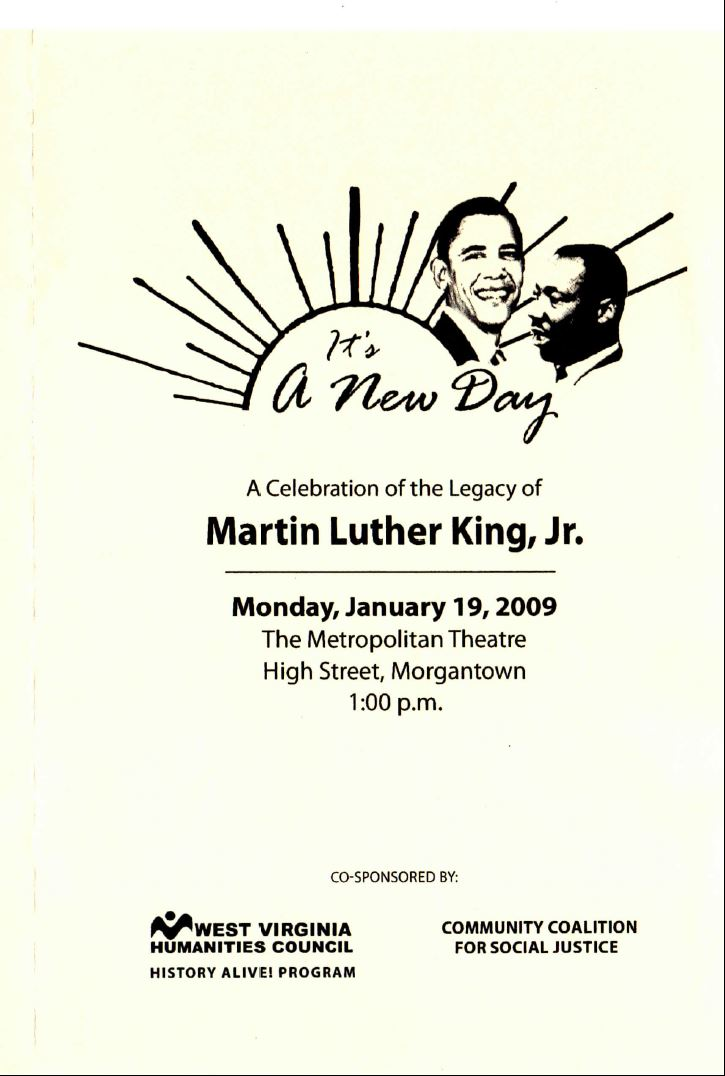 It's
A New Day
A Celebration of the Legacy of
Martin Luther King, Jr.
Monday, January 19, 2009
The Metropolitan Theatre
High Street, Morgantown
1:00 p.m.
CO-SPONSORED BY:
WEST VIRGINIA
HUMANITIES COUNCIL
HISTORY ALIVE! PROGRAM
COMMUNITY COALITION
FOR SOCIAL JUSTICE